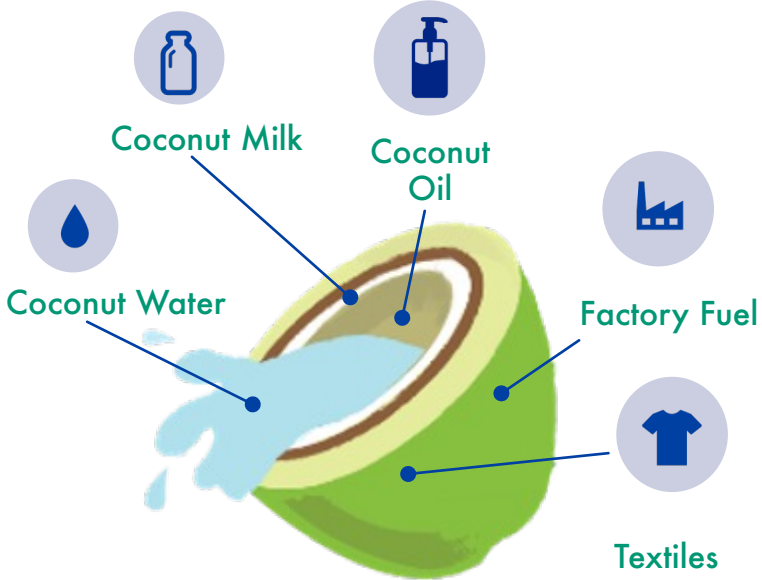 Coconut Milk
Coconut
Oil
Coconut Water
Factory Fuel
Textiles